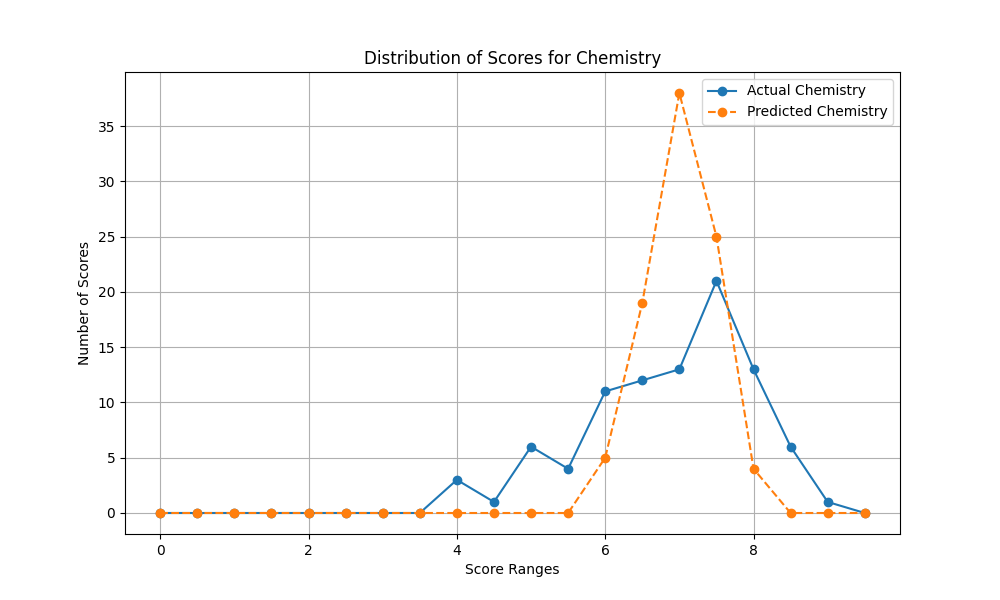 Distribution of Scores for Chemistry
Actual Chemistry
Predicted Chemistry
35
30
25
20
15
10
5
0
Number of Scores
0 2 4 6 8
Score Ranges